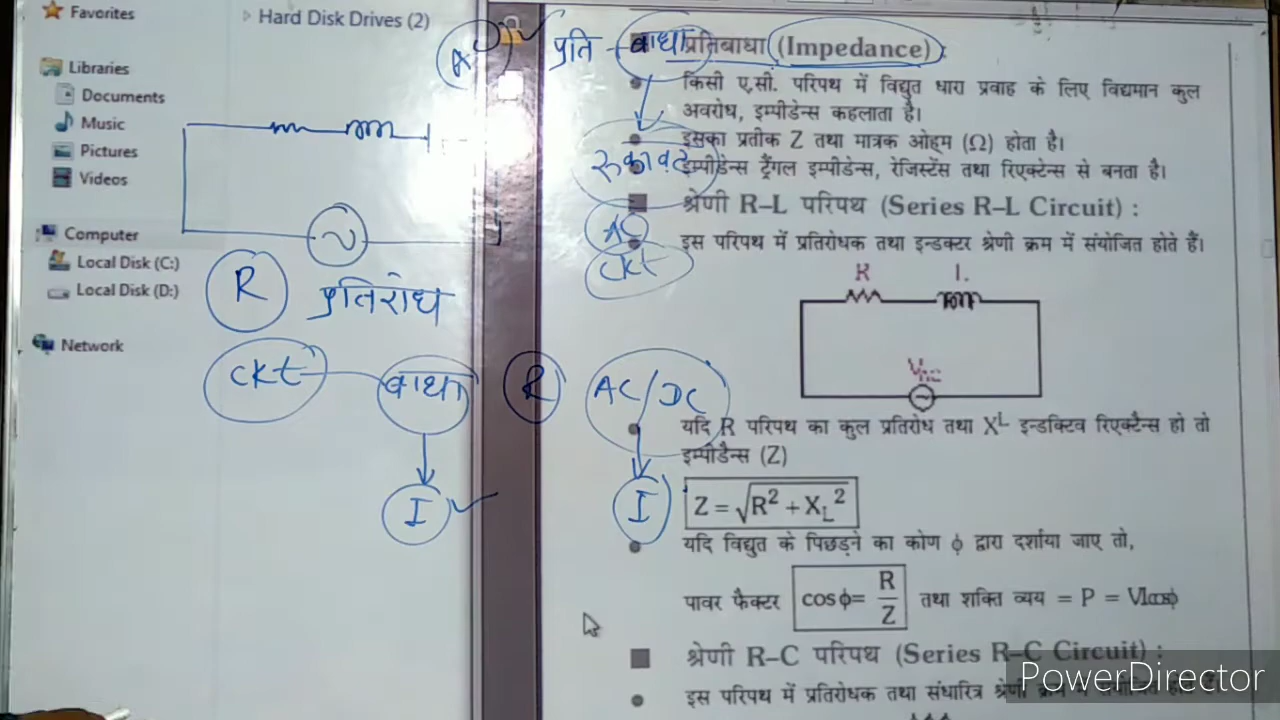 Favorites
Hard Disk Drives (2)
Libraries
Documents
Music
Pictures
Videos
Computer
Local Disk (C:)
Local Disk (D:)
Network
R प्रतिरोध
ckt बाधा R AC/DC
I I
प्रति - बाधा
रुकावट
AC
ckt
प्रतिबाधा (Impedance)
किसी ए.सी. परिपथ में विद्युत धारा प्रवाह के लिए विद्यमान कुल
अवरोध, इम्पीडेन्स कहलाता है।
इसका प्रतीक Z तथा मात्रक ओह्म (Ω) होता है।
इम्पीडेन्स ट्रैंगल इम्पीडेन्स, रेजिस्टेंस तथा रिएक्टेन्स से बनता है।
श्रेणी R–L परिपथ (Series R–L Circuit) :
इस परिपथ में प्रतिरोधक तथा इन्डक्टर श्रेणी क्रम में संयोजित होते हैं।
R L
VAC
यदि R परिपथ का कुल प्रतिरोध तथा XL इन्डक्टिव रिएक्टैन्स हो तो
इम्पीडैन्स (Z)
Z = √R² + XL²
यदि विद्युत के पिछड़ने का कोण ϕ द्वारा दर्शाया जाए तो,
पावर फैक्टर cosϕ= R/Z तथा शक्ति व्यय = P = VIcosϕ
श्रेणी R–C परिपथ (Series R–C Circuit) :
इस परिपथ में प्रतिरोधक तथा संधारित्र श्रेणी क्रम
PowerDirector